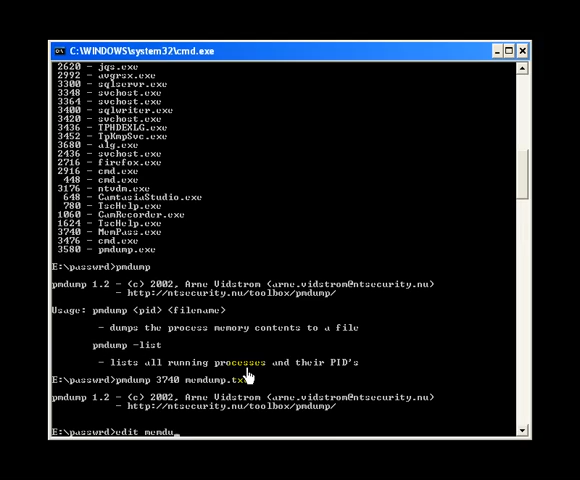 C:\WINDOWS\system32\cmd.exe
2620 - jqs.exe
2992 - avgrsx.exe
3300 - sqlservr.exe
3348 - svchost.exe
3364 - svchost.exe
3400 - sqlwriter.exe
3420 - svchost.exe
3436 - TPHDEXLG.exe
3452 - TpKmpSvc.exe
3680 - alg.exe
2436 - svchost.exe
2716 - firefox.exe
2916 - cmd.exe
448 - cmd.exe
3176 - ntvdm.exe
648 - CamtasiaStudio.exe
780 - TscHelp.exe
1060 - CamRecorder.exe
1624 - TscHelp.exe
3740 - MemPass.exe
3476 - cmd.exe
3580 - pmdump.exe
E:\passwrd>pmdump
pmdump 1.2 - (c) 2002, Arne Vidstrom (arne.vidstrom@ntsecurity.nu)
- http://ntsecurity.nu/toolbox/pmdump/
Usage: pmdump <pid> <filename>
- dumps the process memory contents to a file
pmdump -list
- lists all running processes and their PID's
E:\passwrd>pmdump 3740 memdump.txt
pmdump 1.2 - (c) 2002, Arne Vidstrom (arne.vidstrom@ntsecurity.nu)
- http://ntsecurity.nu/toolbox/pmdump/
E:\passwrd>edit memdu_